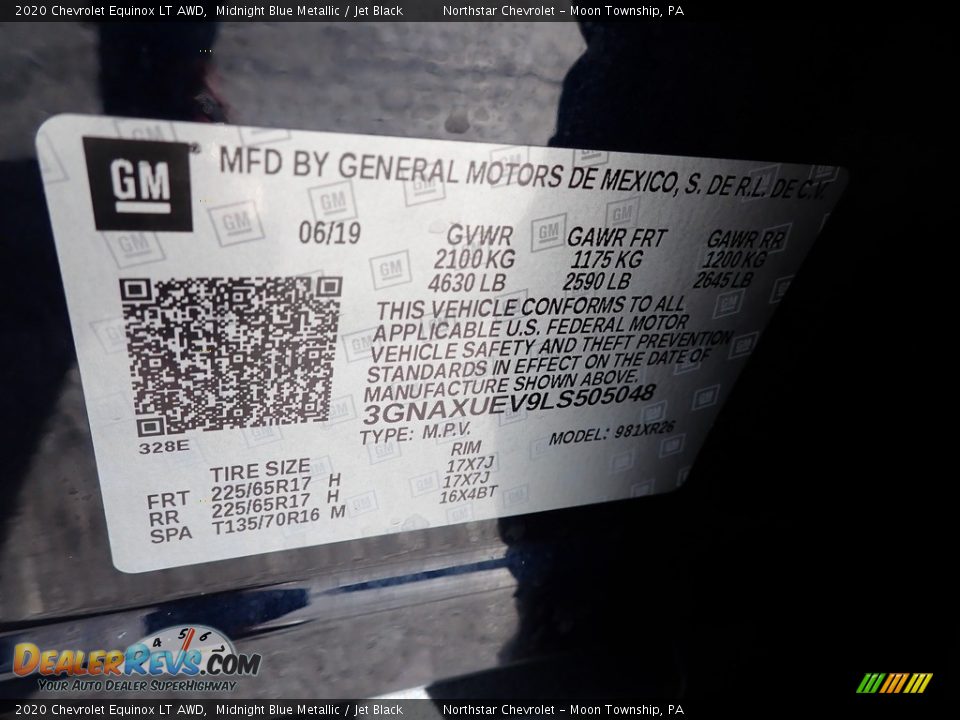 2020 Chevrolet Equinox LT AWD, Midnight Blue Metallic / Jet Black Northstar Chevrolet - Moon Township, PA
GM MFD BY GENERAL MOTORS DE MEXICO, S. DE R.L. DE C.V.
06/19 GVWR GAWR FRT GAWR RR
2100 KG 1175 KG 1200 KG
4630 LB 2590 LB 2645 LB
THIS VEHICLE CONFORMS TO ALL
APPLICABLE U.S. FEDERAL MOTOR
VEHICLE SAFETY AND THEFT PREVENTION
STANDARDS IN EFFECT ON THE DATE OF
MANUFACTURE SHOWN ABOVE.
3GNAXUEV9LS505048
328E
TYPE: M.P.V. MODEL: 981XR26
TIRE SIZE RIM
FRT 225/65R17 H 17X7J
RR 225/65R17 H 17X7J
SPA T135/70R16 M 16X4BT
4 5 6
DEALERREVS.COM
YOUR AUTO DEALER SUPERHIGHWAY
2020 Chevrolet Equinox LT AWD, Midnight Blue Metallic / Jet Black Northstar Chevrolet - Moon Township, PA